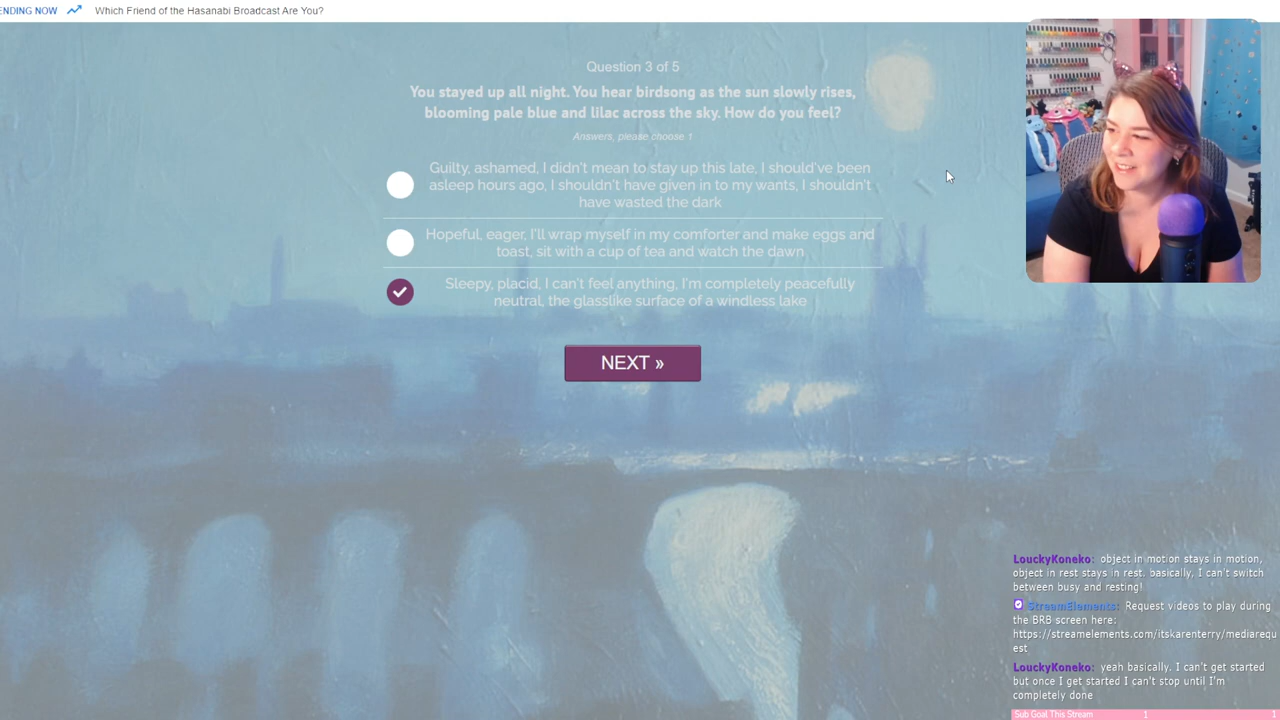 ENDING NOW
Which Friend of the Hasanabi Broadcast Are You?
Question 3 of 5
You stayed up all night. You hear birdsong as the sun slowly rises,
blooming pale blue and lilac across the sky. How do you feel?
Answers, please choose 1
Guilty, ashamed, I didn't mean to stay up this late, I should've been
asleep hours ago, I shouldn't have given in to my wants, I shouldn't
have wasted the dark
Hopeful, eager, I'll wrap myself in my comforter and make eggs and
toast, sit with a cup of tea and watch the dawn
Sleepy, placid, I can't feel anything, I'm completely peacefully
neutral, the glasslike surface of a windless lake
NEXT »
LouckyKoneko: object in motion stays in motion,
object in rest stays in rest. basically, I can't switch
between busy and resting!
StreamElements: Request videos to play during
the BRB screen here:
https://streamelements.com/itskarenterry/mediarequ
est
LouckyKoneko: yeah basically. I can't get started
but once I get started I can't stop until I'm
completely done
Sub Goal This Stream 1 1